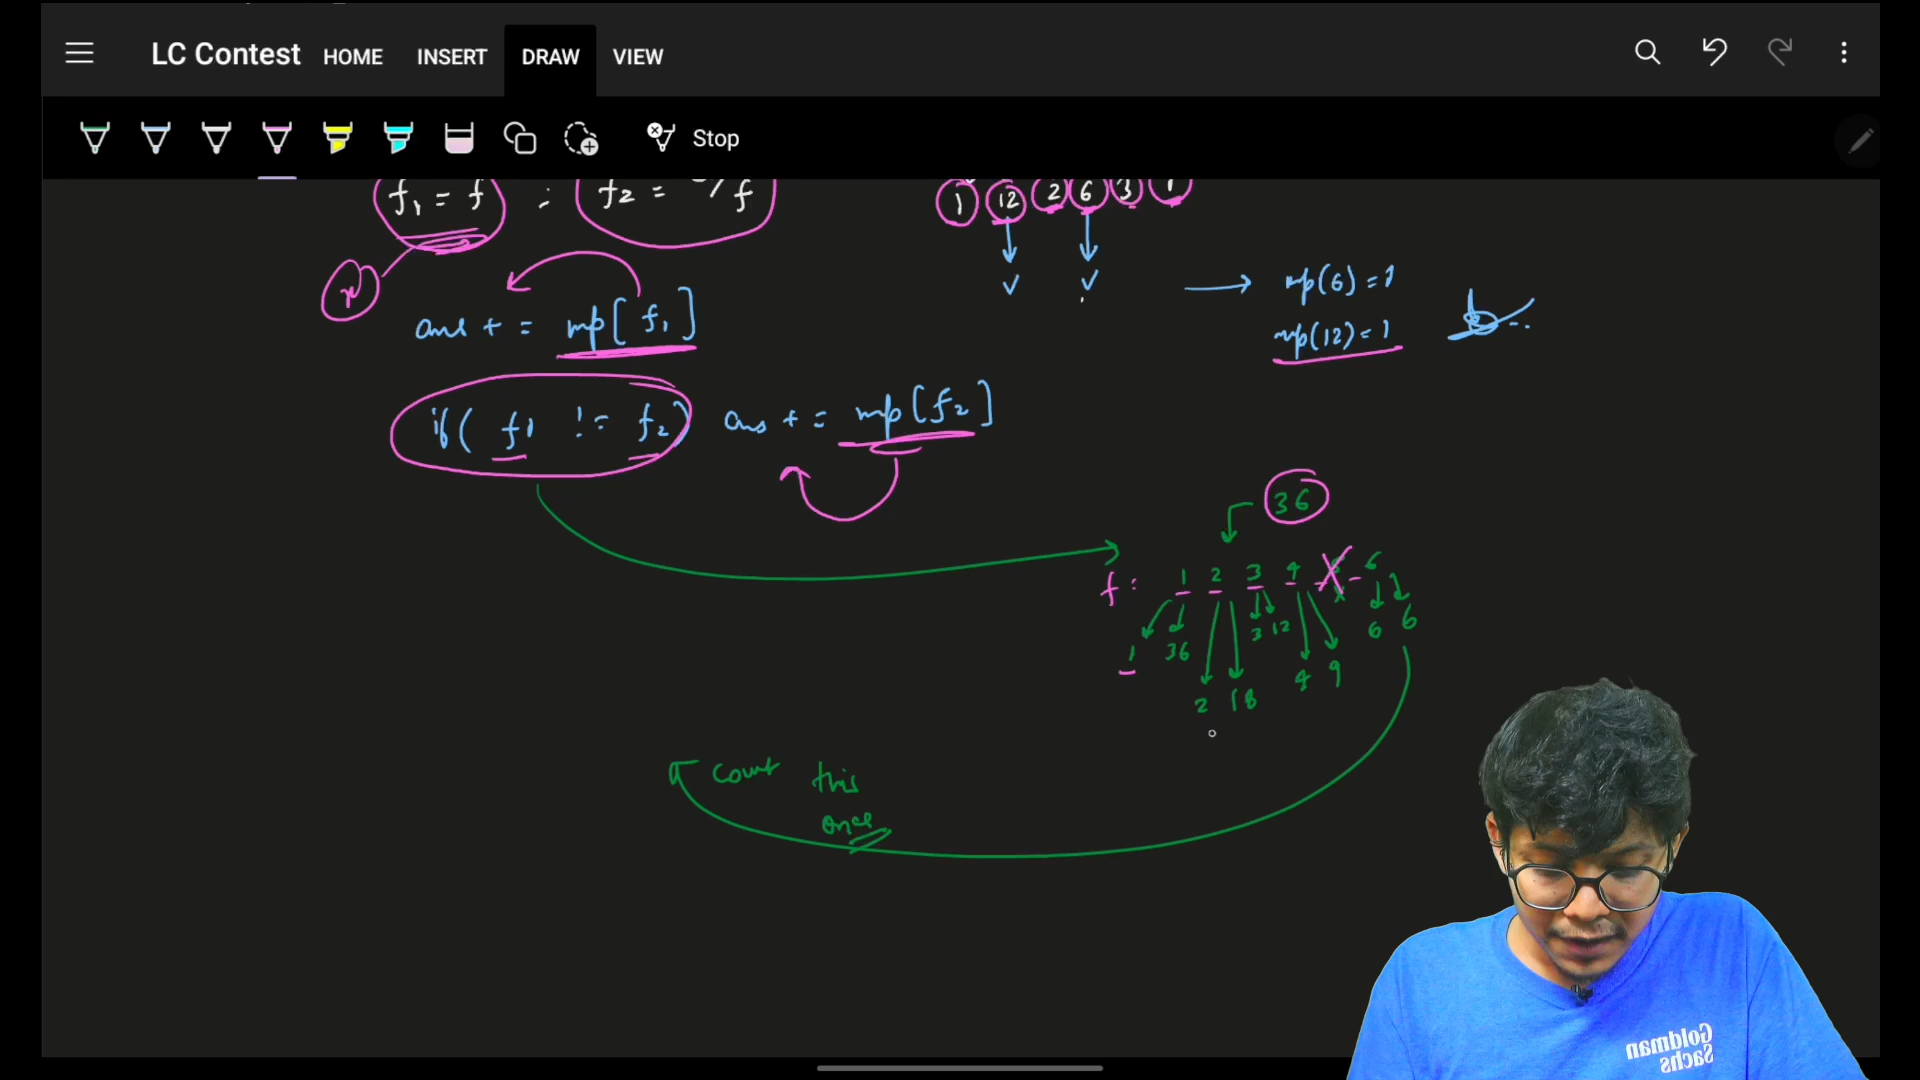 LC Contest HOME INSERT DRAW VIEW
Stop
f1 = f : f2 = / f
1 12 2 6 3 1
x
ans + = mp[f1]
→ mp(6) = 1
mp(12) = 1
if( f1 != f2) ans + = mp[f2]
36
f: 1 2 3 4 6
1 36 3 12 6 6
2 18 4 9
count this
once
Goldman
Sachs